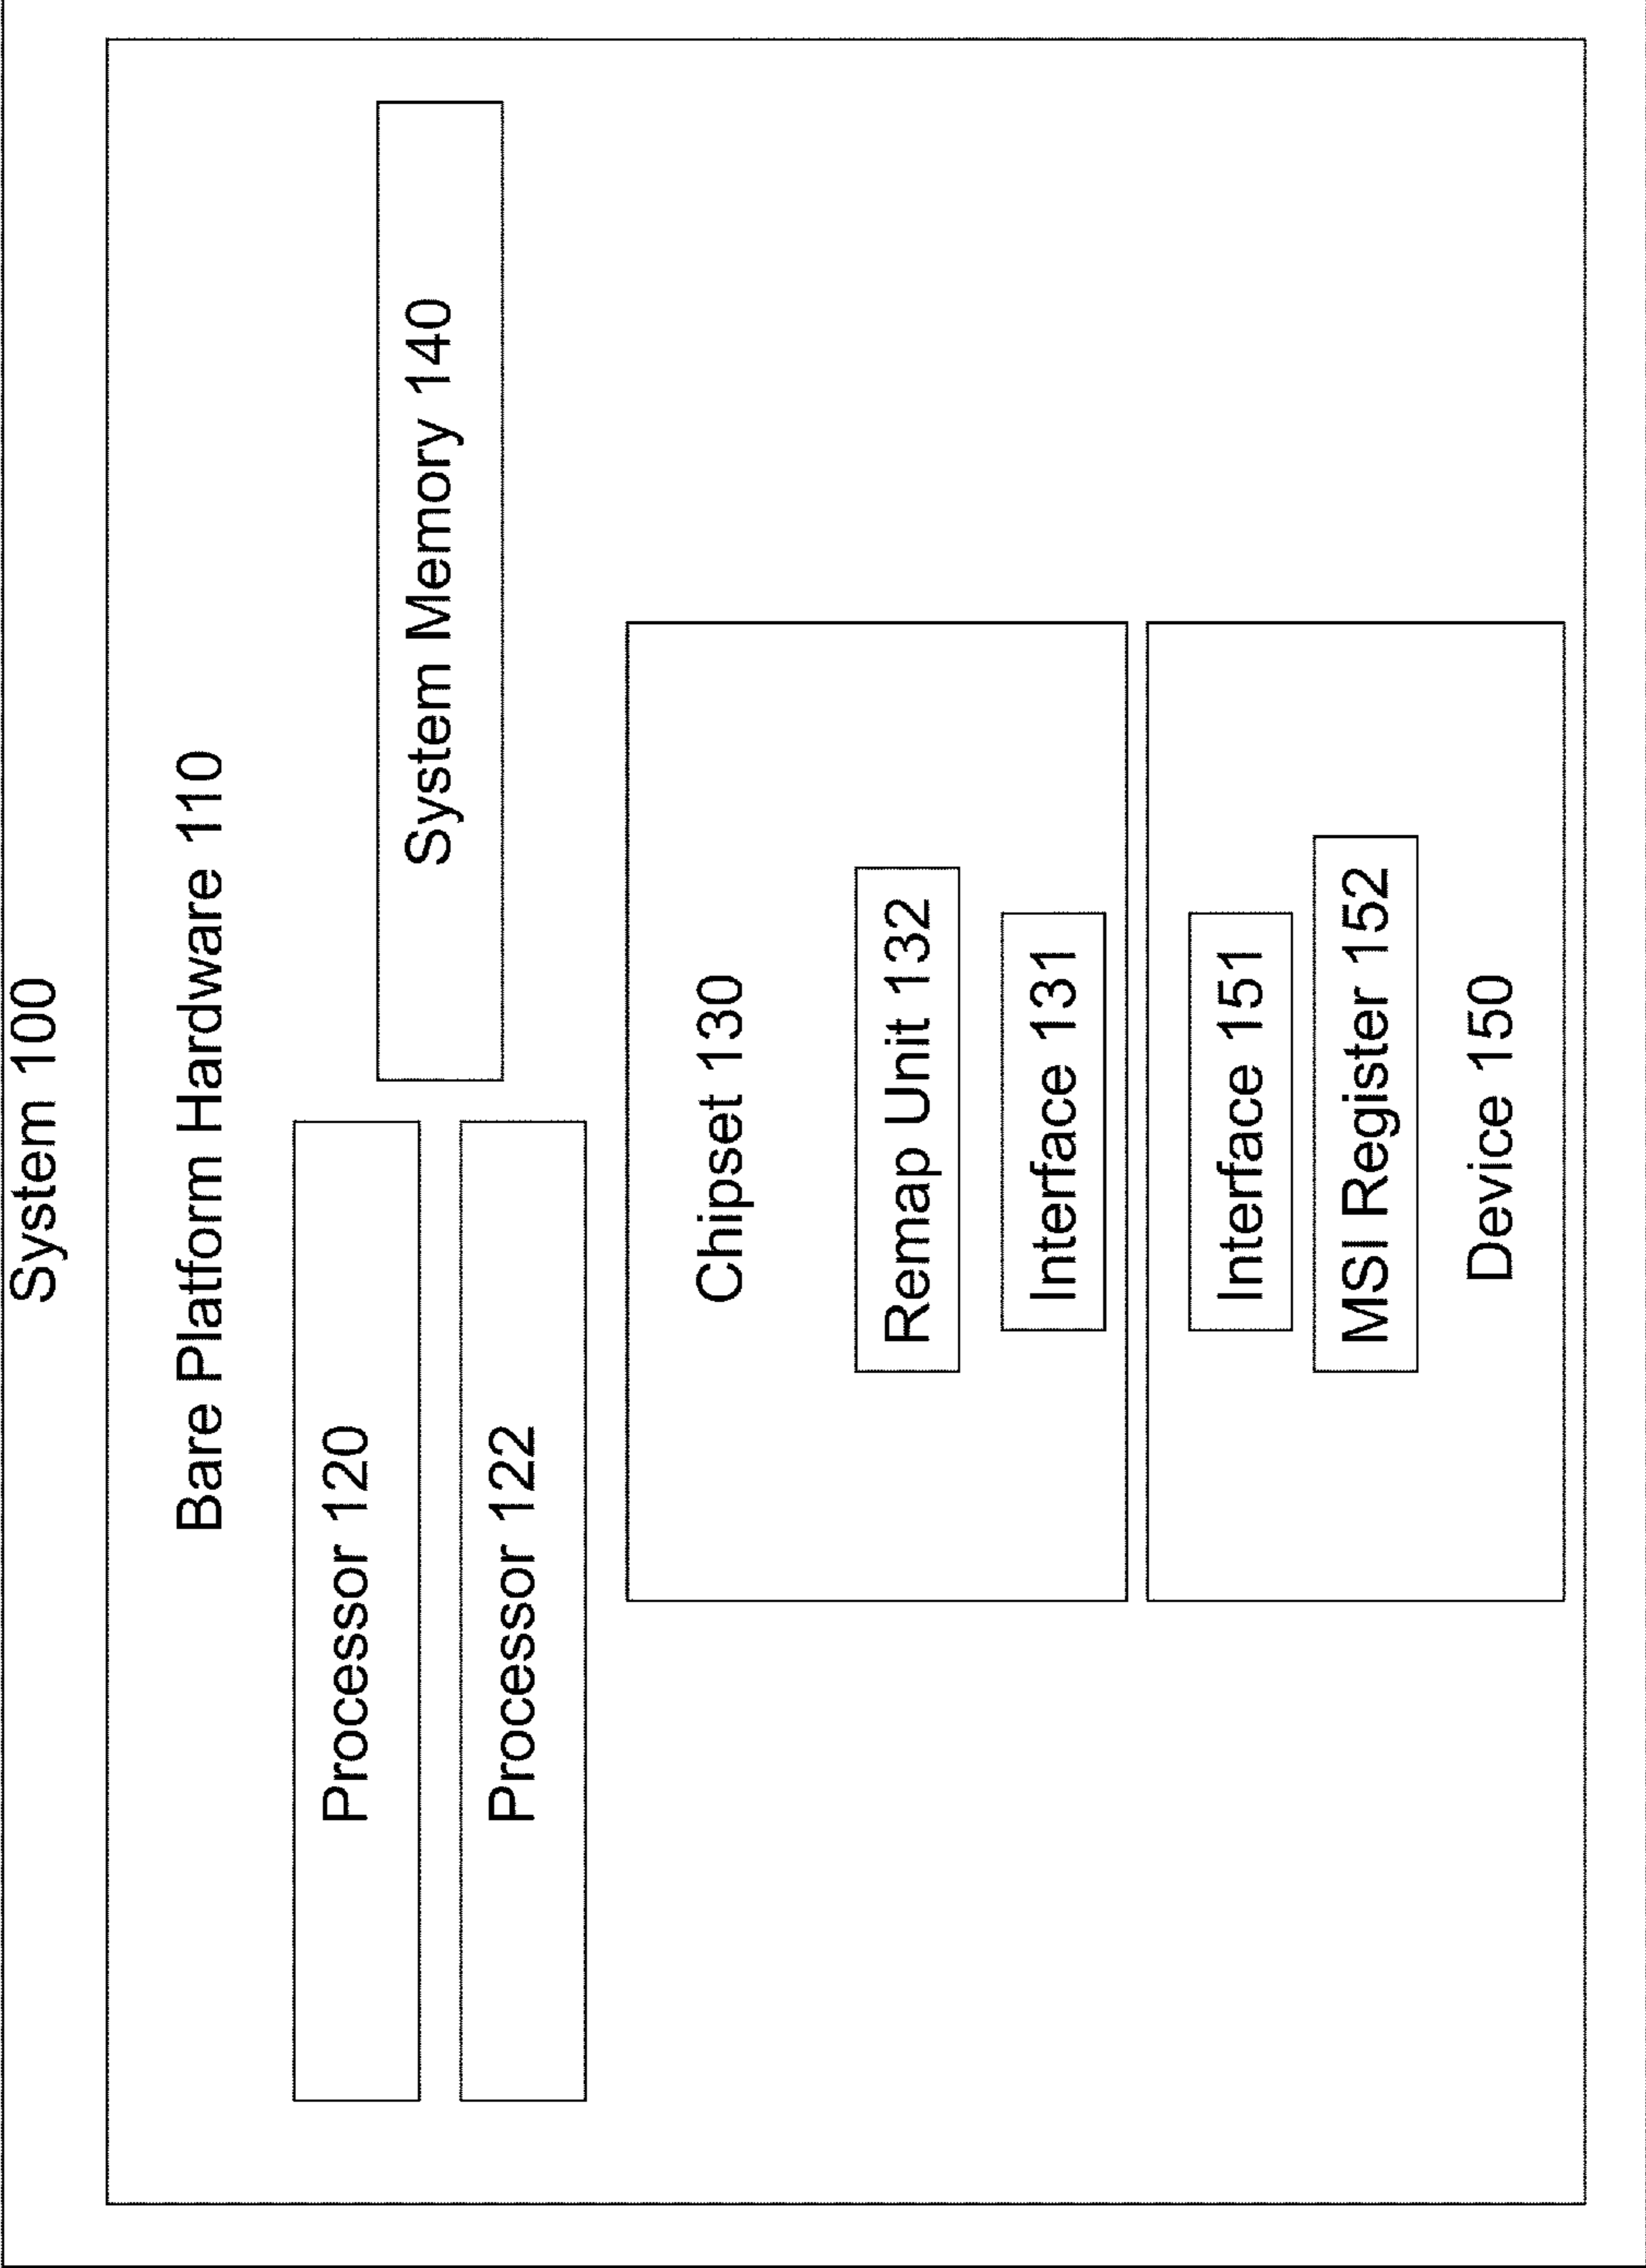 System 100
Bare Platform Hardware 110
Processor 120
System Memory 140
Processor 122
Chipset 130
Remap Unit 132
Interface 131
Interface 151
MSI Register 152
Device 150